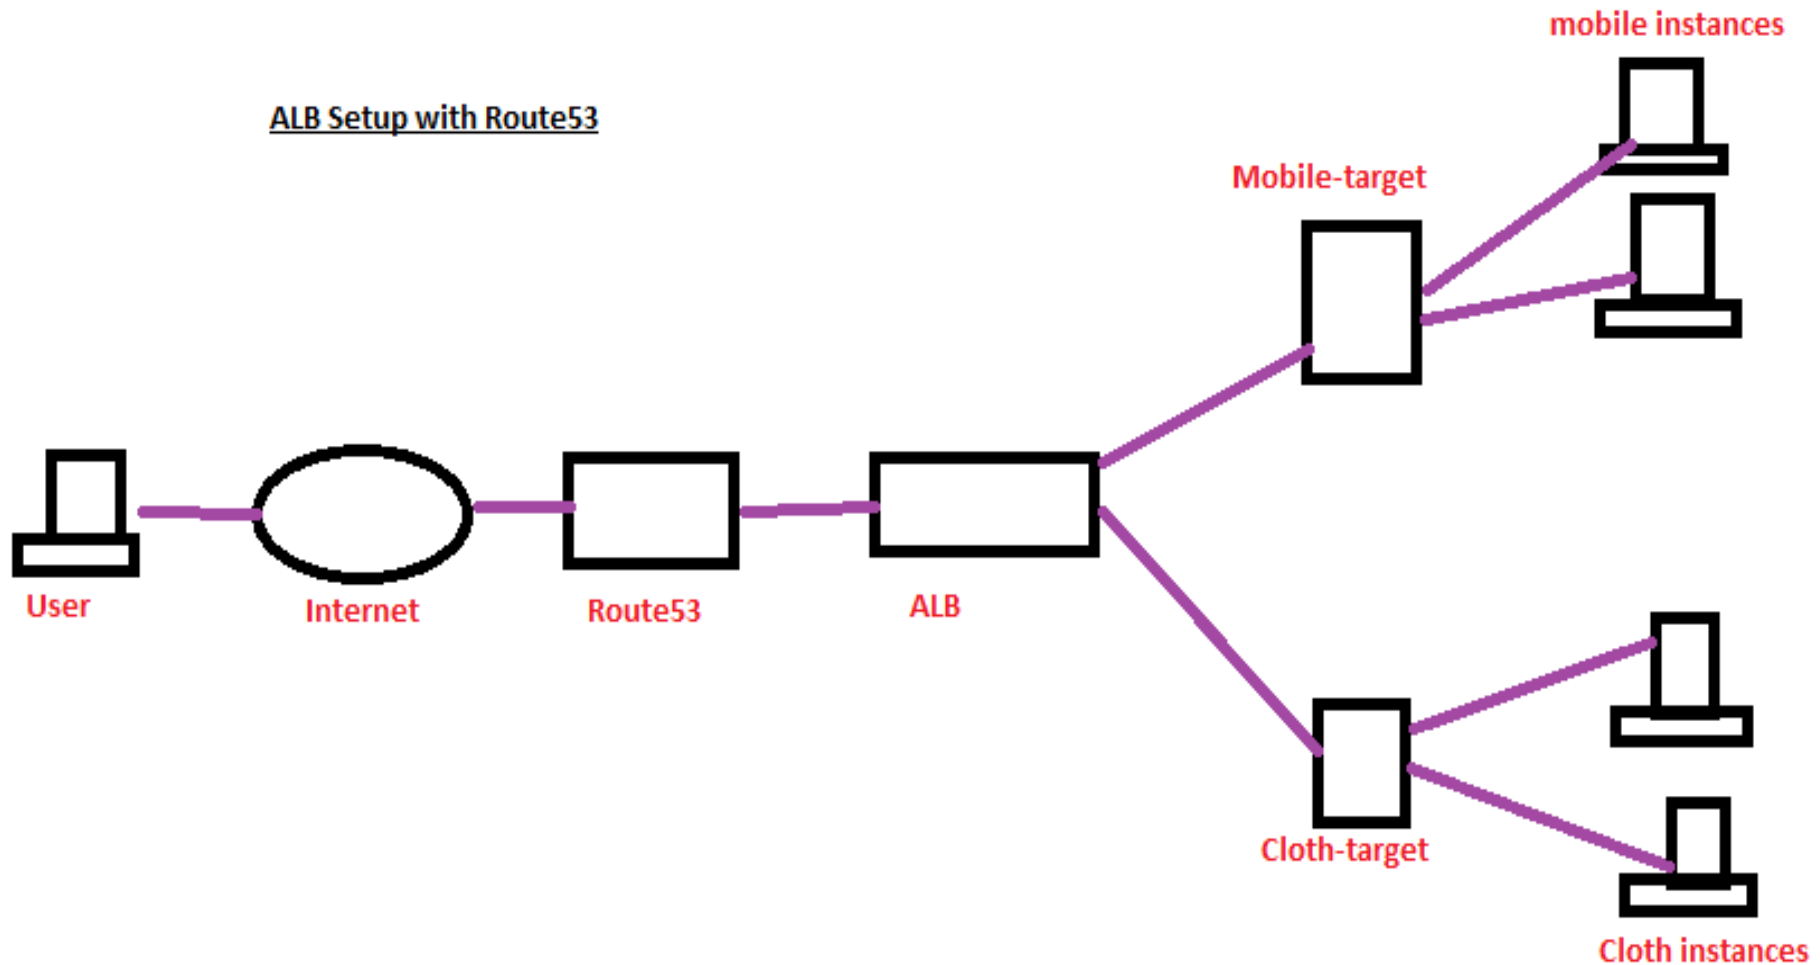 mobile instances
ALB Setup with Route53
Mobile-target
User
Internet
Route53
ALB
Cloth-target
Cloth instances